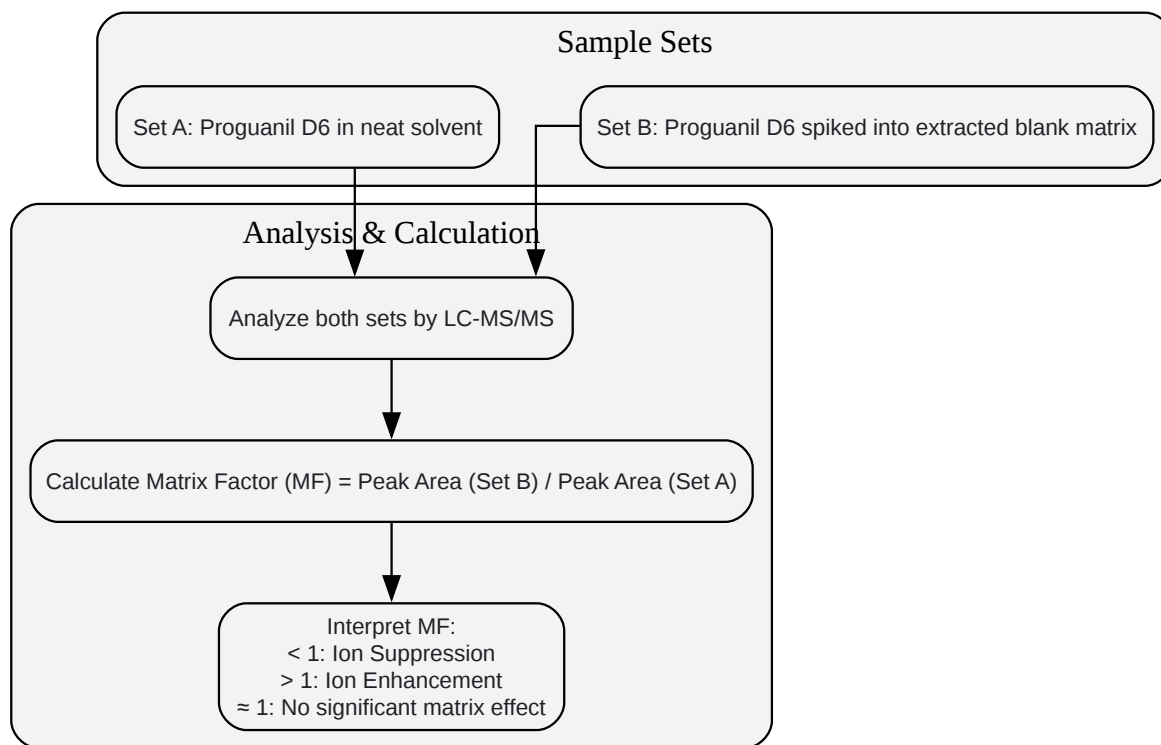 Sample Sets
Set A: Proguanil D6 in neat solvent
Set B: Proguanil D6 spiked into extracted blank matrix
Analysis & Calculation
Analyze both sets by LC-MS/MS
Calculate Matrix Factor (MF) = Peak Area (Set B) / Peak Area (Set A)
Interpret MF:
< 1: Ion Suppression
> 1: Ion Enhancement
≈ 1: No significant matrix effect